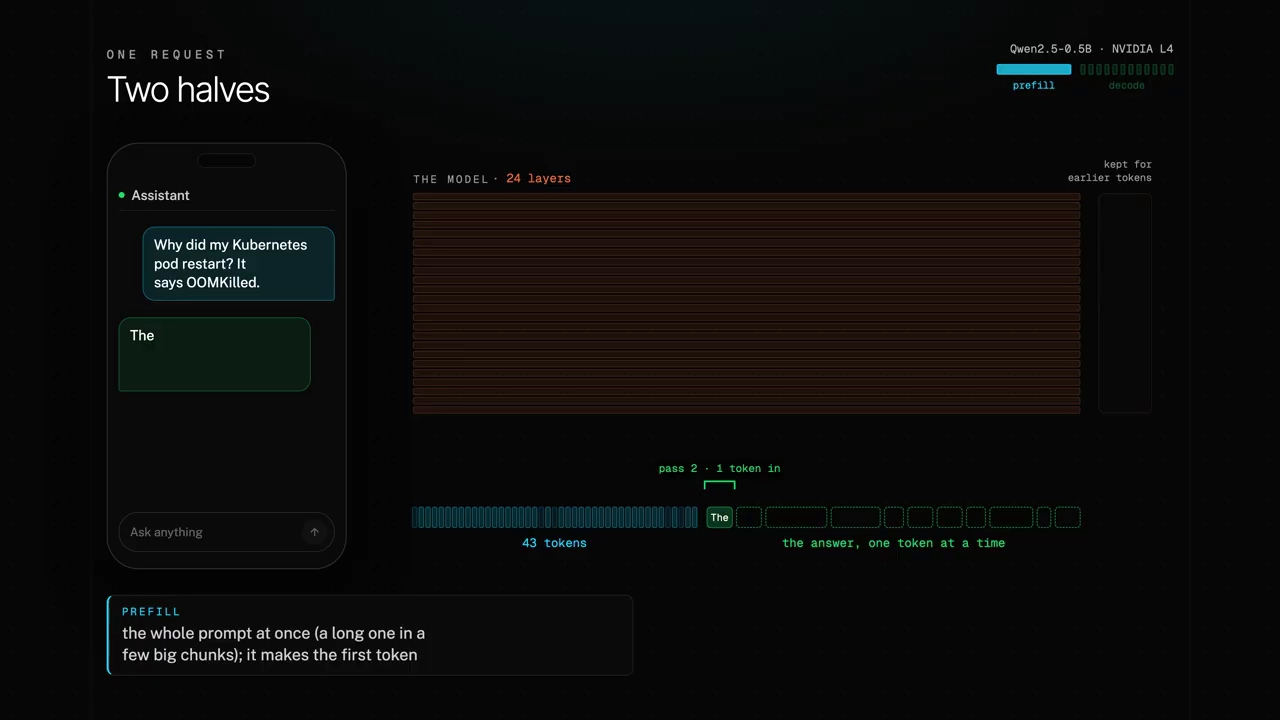 ONE REQUEST
Two halves
Qwen2.5-0.5B · NVIDIA L4
prefill
decode
Assistant
Why did my Kubernetes
pod restart? It
says OOMKilled.
The
Ask anything
THE MODEL · 24 layers
kept for
earlier tokens
pass 2 · 1 token in
The
43 tokens
the answer, one token at a time
PREFILL
the whole prompt at once (a long one in a
few big chunks); it makes the first token